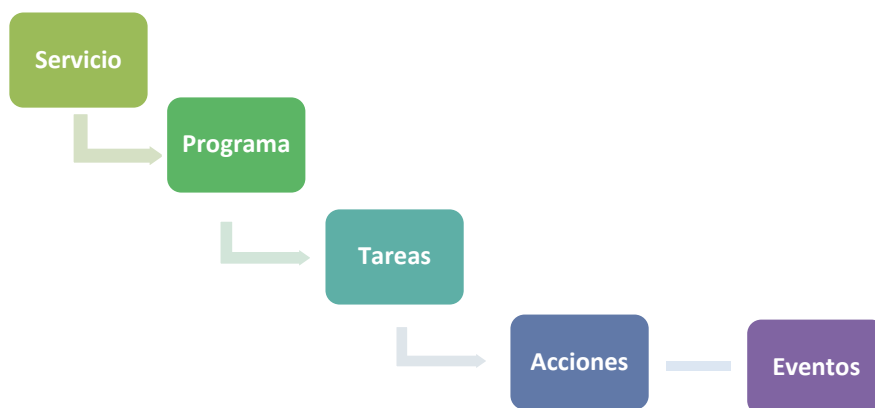 Servicio
Programa
Tareas
Acciones
Eventos